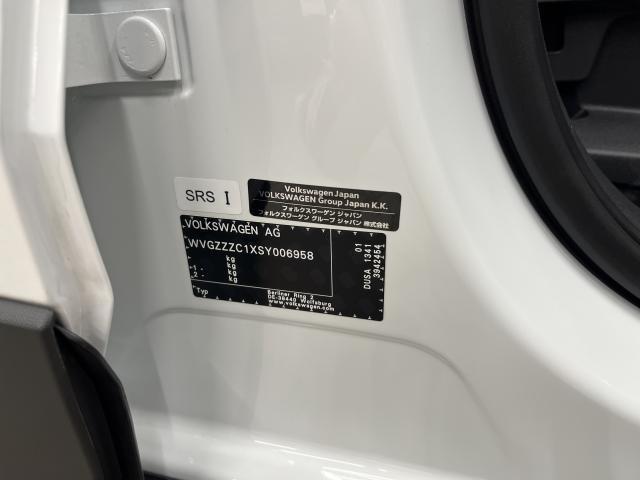 SRS I
Volkswagen Japan
VOLKSWAGEN Group Japan K.K.
フォルクスワーゲン ジャパン
フォルクスワーゲン グループ ジャパン 株式会社
VOLKSWAGEN AG
WVGZZZC1XSY006958
kg
kg
1- kg
2- kg
Typ
Berliner Ring 2
DE-38440 Wolfsburg
www.volkswagen.com
01
DUSA 1341
3942454